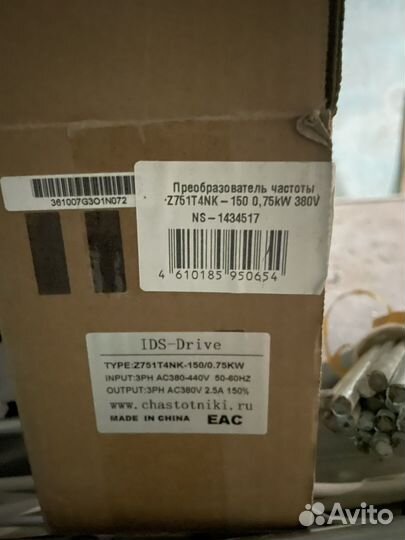 Преобразователь частоты
Z751T4NK – 150 0,75kW 380V
NS – 1434517
361007G3O1N072
4 610185 950654
IDS-Drive
TYPE:Z751T4NK-150/0.75KW
INPUT:3PH AC380-440V 50-60HZ
OUTPUT:3PH AC380V 2.5A 150%
www.chastotniki.ru
MADE IN CHINA EAC
Avito